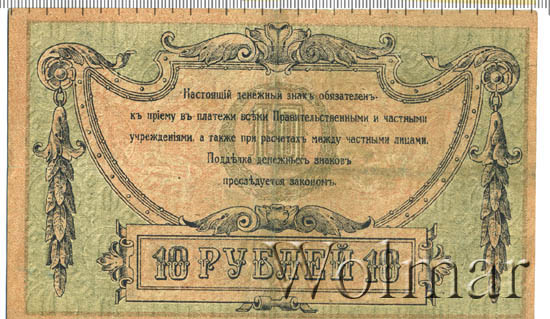 Настоящій денежный знакъ обязателенъ
къ пріему въ платежи всѣми Правительственными и частными
учрежденіями, а также при расчетахъ между частными лицами.
Поддѣлка денежныхъ знаковъ
преслѣдуется закономъ.
10 РУБЛЕЙ 10
Wolmar